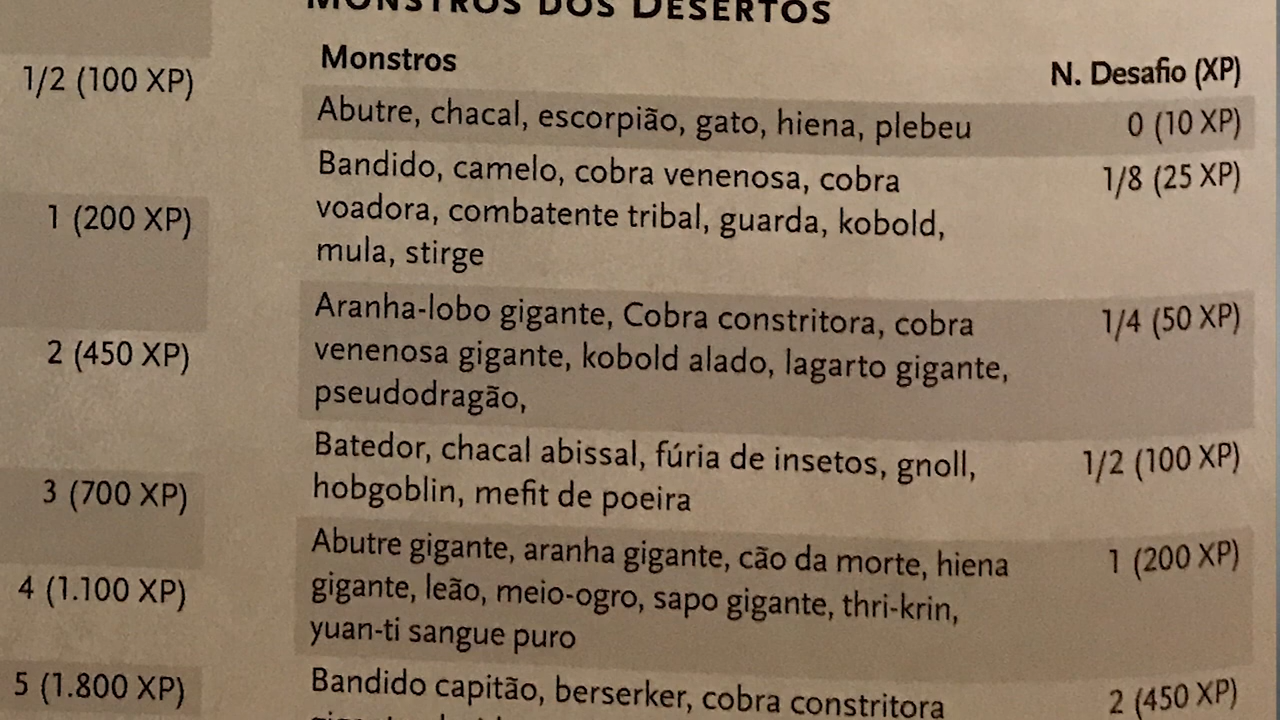 1/2 (100 XP)
1 (200 XP)
2 (450 XP)
3 (700 XP)
4 (1.100 XP)
5 (1.800 XP)
MONSTROS DOS DESERTOS
Monstros N. Desafio (XP)
Abutre, chacal, escorpião, gato, hiena, plebeu 0 (10 XP)
Bandido, camelo, cobra venenosa, cobra 1/8 (25 XP)
voadora, combatente tribal, guarda, kobold,
mula, stirge
Aranha-lobo gigante, Cobra constritora, cobra 1/4 (50 XP)
venenosa gigante, kobold alado, lagarto gigante,
pseudodragão,
Batedor, chacal abissal, fúria de insetos, gnoll, 1/2 (100 XP)
hobgoblin, mefit de poeira
Abutre gigante, aranha gigante, cão da morte, hiena 1 (200 XP)
gigante, leão, meio-ogro, sapo gigante, thri-krin,
yuan-ti sangue puro
Bandido capitão, berserker, cobra constritora 2 (450 XP)